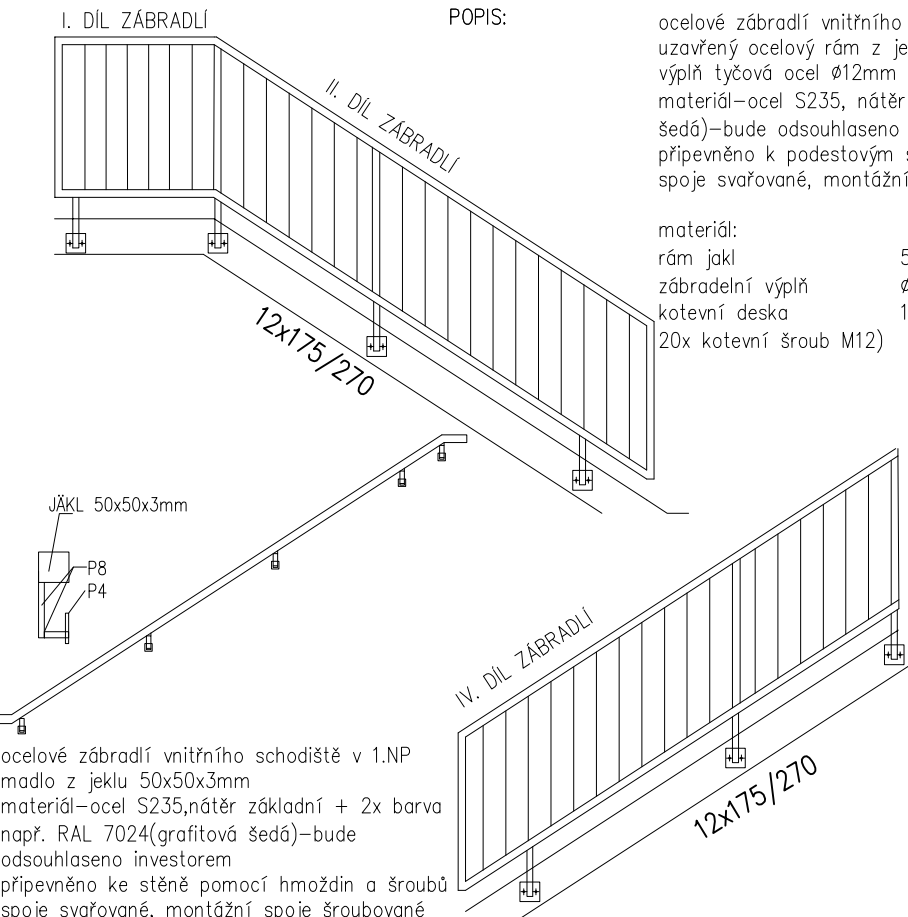 I. DÍL ZÁBRADLÍ
POPIS:
ocelové zábradlí vnitřního
uzavřený ocelový rám z je
výplň tyčová ocel Ø12mm
materiál-ocel S235, nátěr
šedá)-bude odsouhlaseno
připevněno k podestovým s
spoje svařované, montážní
materiál:
rám jakl 5
zábradelní výplň Ø
kotevní deska 1
20x kotevní šroub M12)
II. DÍL ZÁBRADLÍ
12x175/270
JÄKL 50x50x3mm
P8
P4
IV. DÍL ZÁBRADLÍ
12x175/270
ocelové zábradlí vnitřního schodiště v 1.NP
madlo z jeklu 50x50x3mm
materiál-ocel S235,nátěr základní + 2x barva
např. RAL 7024(grafitová šedá)-bude
odsouhlaseno investorem
připevněno ke stěně pomocí hmoždin a šroubů
spoje svařované, montážní spoje šroubované